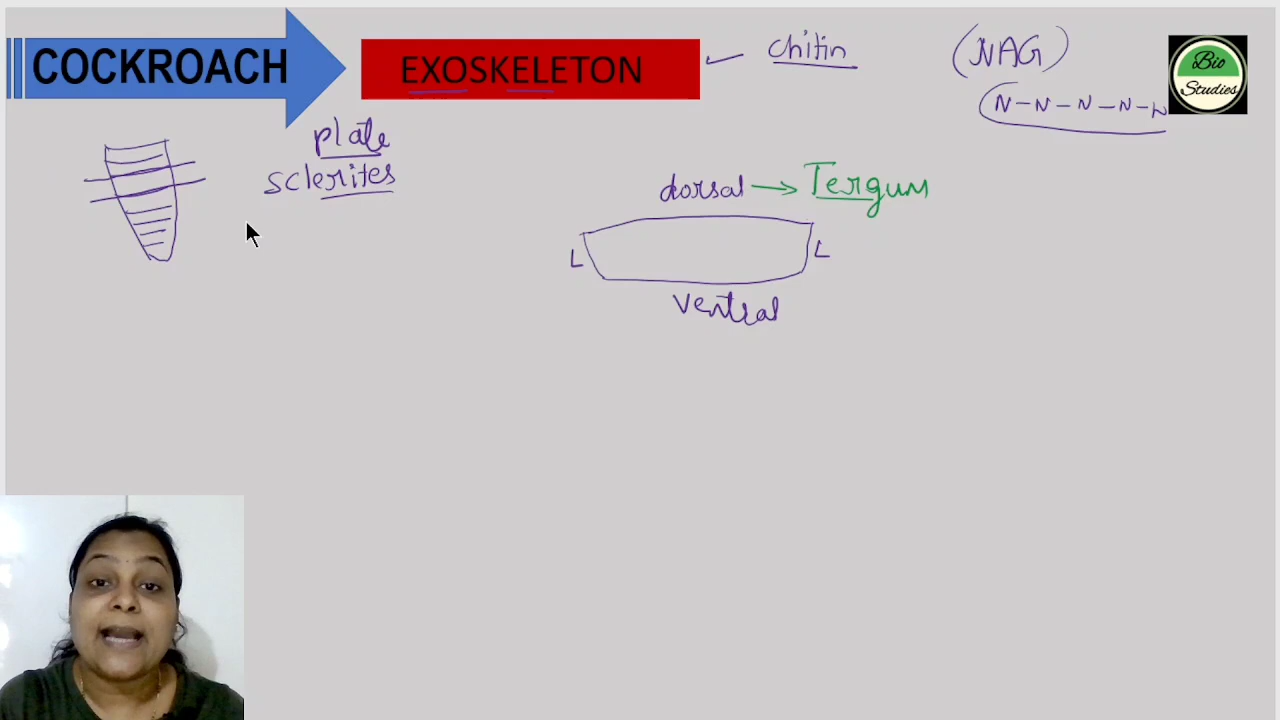 COCKROACH
EXOSKELETON
chitin
(NAG)
N-N-N-N-N
Bio
Studies
plate
sclerites
dorsal → Tergum
L
L
ventral